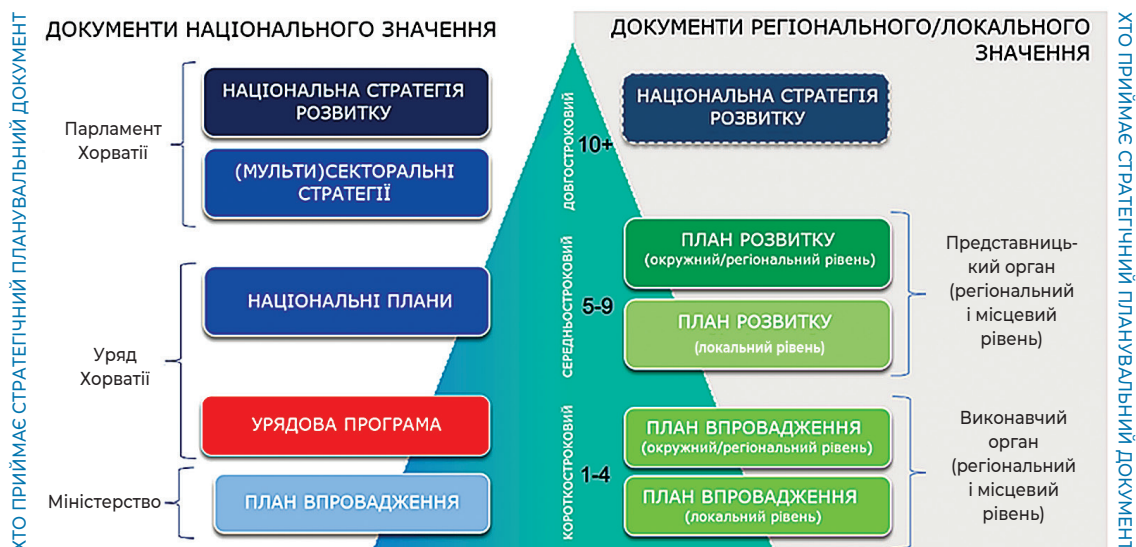 ХТО ПРИЙМАЄ СТРАТЕГІЧНИЙ ПЛАНУВАЛЬНИЙ ДОКУМЕНТ
ДОКУМЕНТИ НАЦІОНАЛЬНОГО ЗНАЧЕННЯ
Парламент
Хорватії
НАЦІОНАЛЬНА СТРАТЕГІЯ
РОЗВИТКУ
(МУЛЬТИ)СЕКТОРАЛЬНІ
СТРАТЕГІЇ
Уряд
Хорватії
НАЦІОНАЛЬНІ ПЛАНИ
УРЯДОВА ПРОГРАМА
Міністерство
ПЛАН ВПРОВАДЖЕННЯ
ДОВГОСТРОКОВИЙ
10+
СЕРЕДНЬОСТРОКОВИЙ
5-9
КОРОТКОСТРОКОВИЙ
1-4
ДОКУМЕНТИ РЕГІОНАЛЬНОГО/ЛОКАЛЬНОГО
ЗНАЧЕННЯ
НАЦІОНАЛЬНА СТРАТЕГІЯ
РОЗВИТКУ
ПЛАН РОЗВИТКУ
(окружний/регіональний рівень)
ПЛАН РОЗВИТКУ
(локальний рівень)
Представниць-
кий орган
(регіональний
і місцевий
рівень)
ПЛАН ВПРОВАДЖЕННЯ
(окружний/регіональний рівень)
ПЛАН ВПРОВАДЖЕННЯ
(локальний рівень)
Виконавчий
орган
(регіональний
і місцевий
рівень)
ХТО ПРИЙМАЄ СТРАТЕГІЧНИЙ ПЛАНУВАЛЬНИЙ ДОКУМЕНТ